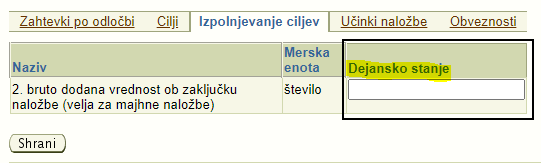 Zahtevki po odločbi Cilji Izpolnjevanje ciljev Učinki naložbe Obveznosti
Naziv Merska enota Dejansko stanje
2. bruto dodana vrednost ob zaključku število
naložbe (velja za majhne naložbe)
Shrani